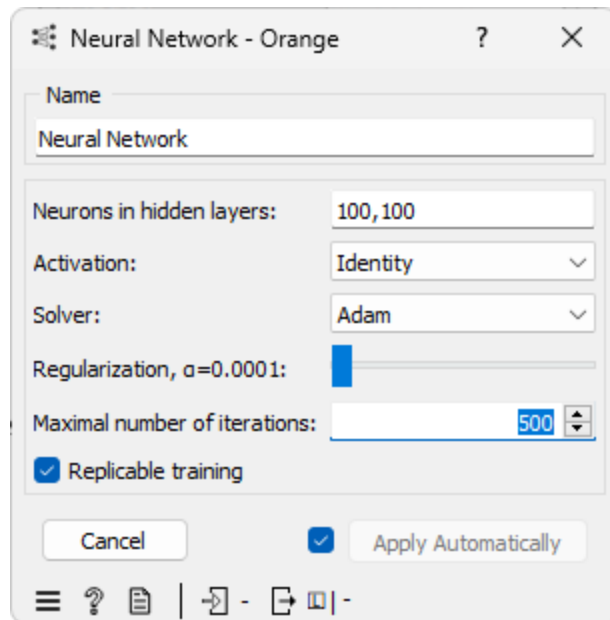 Neural Network - Orange ? ×
Name
Neural Network
Neurons in hidden layers: 100,100
Activation: Identity
Solver: Adam
Regularization, α=0.0001:
Maximal number of iterations: 500
Replicable training
Cancel Apply Automatically
? | - | -